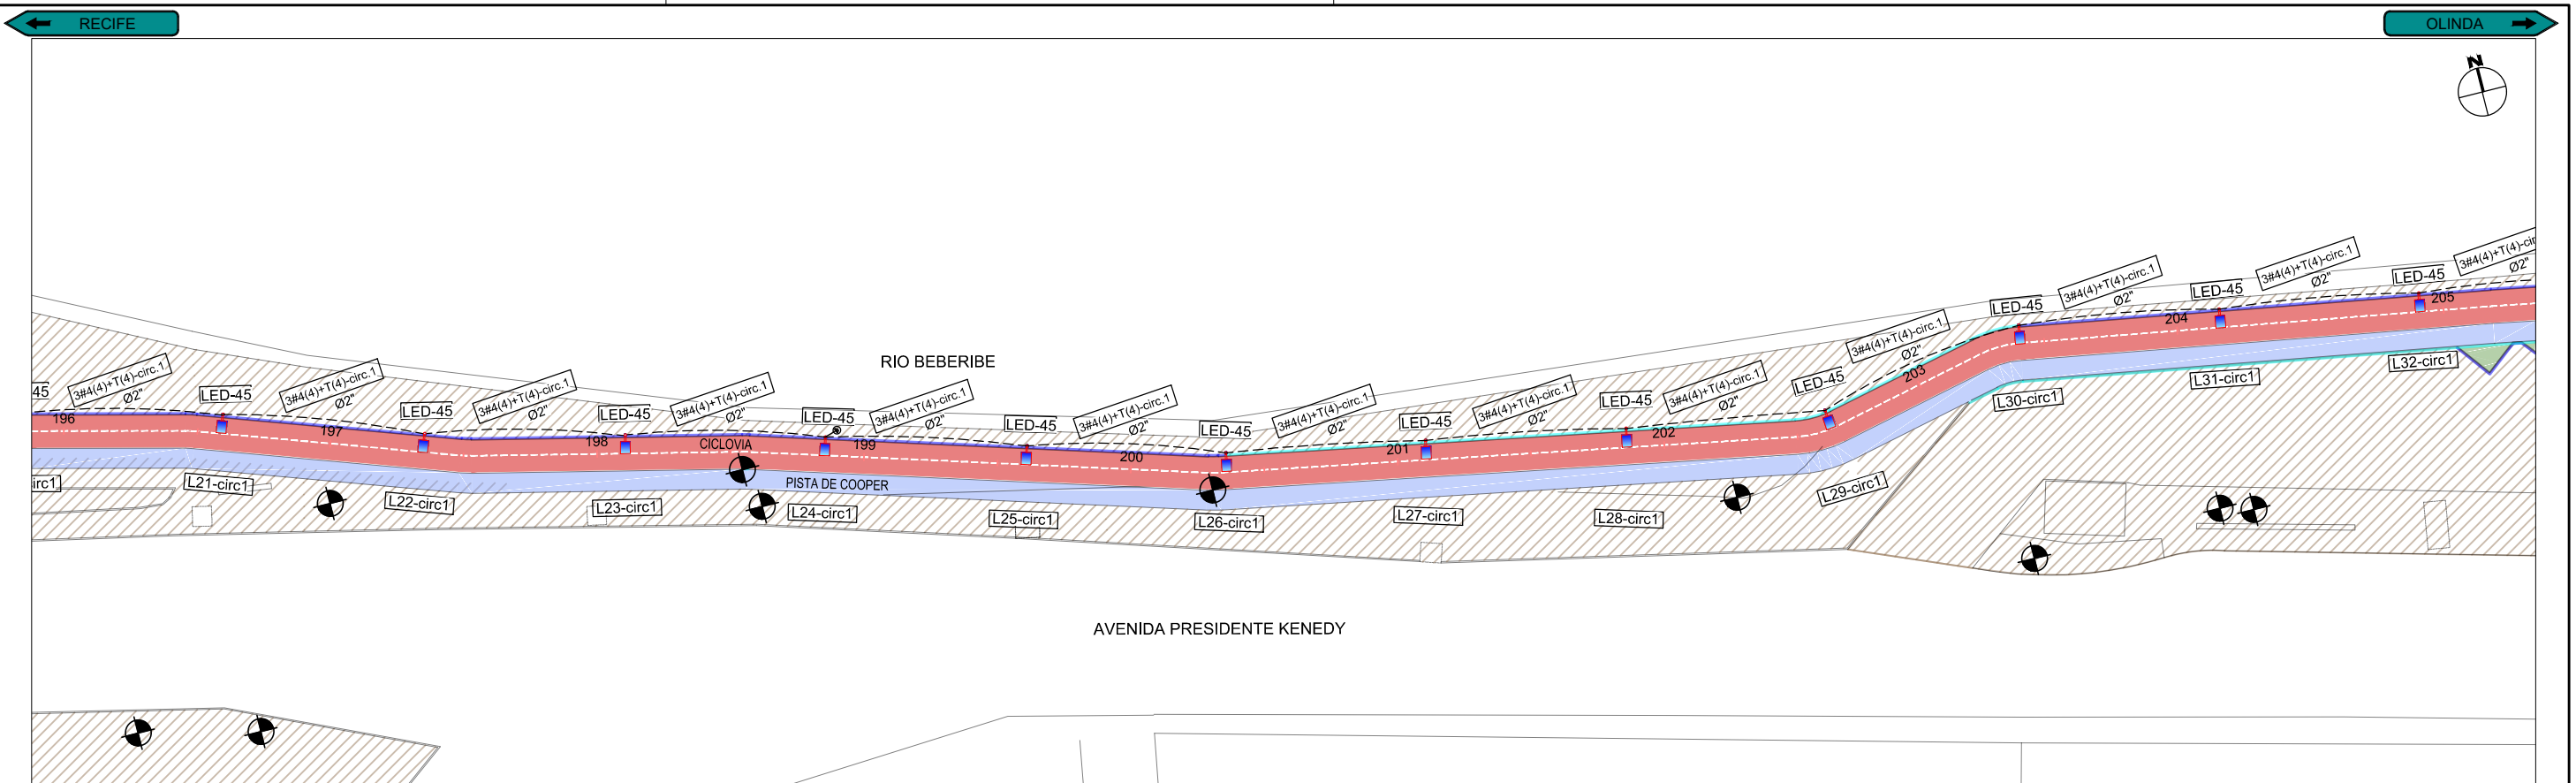 RECIFE
OLINDA
N
RIO BEBERIBE
45
3#4(4)+T(4)-circ.1
Ø2"
LED-45
3#4(4)+T(4)-circ.1
Ø2"
LED-45
3#4(4)+T(4)-circ.1
Ø2"
LED-45
3#4(4)+T(4)-circ.1
Ø2"
LED-45
3#4(4)+T(4)-circ.1
Ø2"
LED-45
3#4(4)+T(4)-circ.1
Ø2"
LED-45
3#4(4)+T(4)-circ.1
Ø2"
LED-45
3#4(4)+T(4)-circ.1
Ø2"
LED-45
3#4(4)+T(4)-circ.1
Ø2"
LED-45
3#4(4)+T(4)-circ.1
Ø2"
LED-45
3#4(4)+T(4)-circ.1
Ø2"
LED-45
3#4(4)+T(4)-circ.1
Ø2"
LED-45
3#4(4)+T(4)-cir
Ø2"
196
197
198
CICLOVIA
199
200
201
202
203
204
205
PISTA DE COOPER
irc1
L21-circ1
L22-circ1
L23-circ1
L24-circ1
L25-circ1
L26-circ1
L27-circ1
L28-circ1
L29-circ1
L30-circ1
L31-circ1
L32-circ1
AVENIDA PRESIDENTE KENEDY